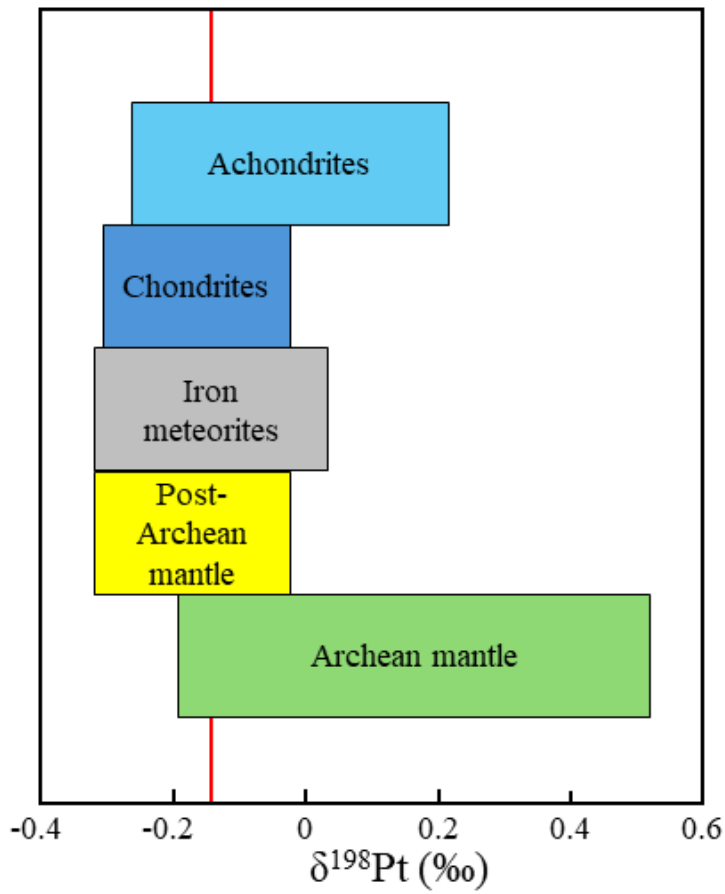 Achondrites
Chondrites
Iron
meteorites
Post-
Archean
mantle
Archean mantle
-0.4 -0.2 0 0.2 0.4 0.6
δ¹⁹⁸Pt (‰)